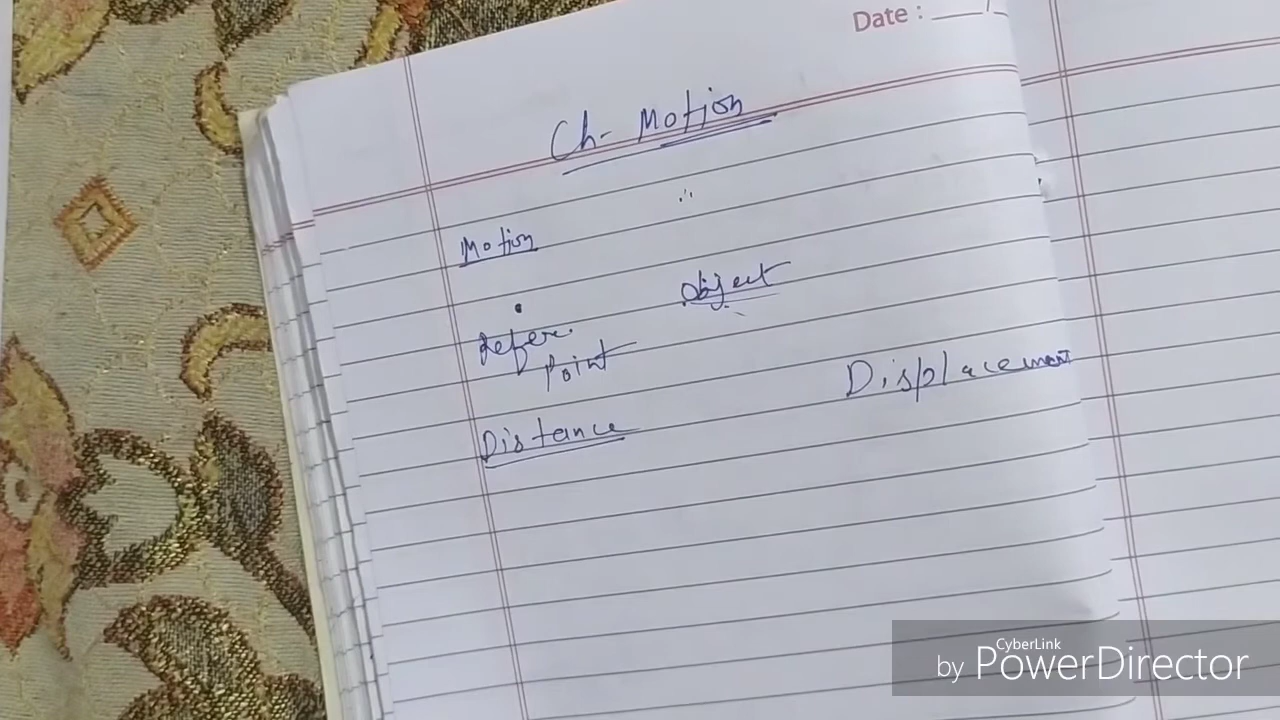 Date :
Ch- Motion
Motion
Object
Refer.
Point
Displacement
Distance
CyberLink
by PowerDirector